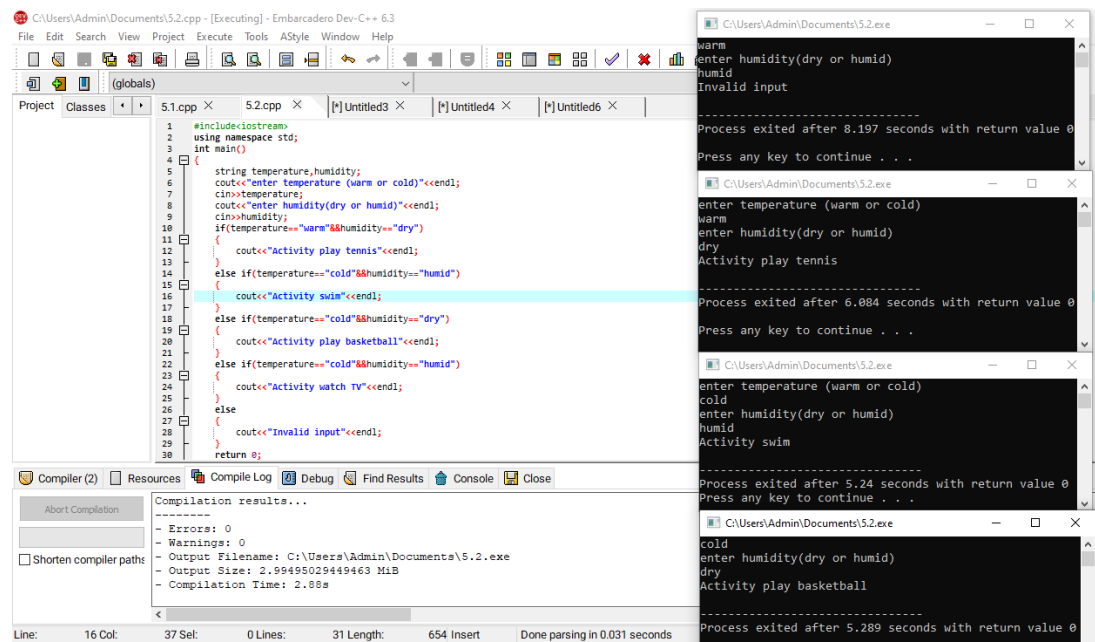 C:\Users\Admin\Documents\5.2.cpp - [Executing] - Embarcadero Dev-C++ 6.3
File Edit Search View Project Execute Tools AStyle Window Help
(globals)
Project Classes 5.1.cpp 5.2.cpp [*] Untitled3 [*] Untitled4 [*] Untitled6
1 #include<iostream>
2 using namespace std;
3 int main()
4 {
5 string temperature,humidity;
6 cout<<"enter temperature (warm or cold)"<<endl;
7 cin>>temperature;
8 cout<<"enter humidity(dry or humid)"<<endl;
9 cin>>humidity;
10 if(temperature=="warm"&&humidity=="dry")
11 {
12 cout<<"Activity play tennis"<<endl;
13 }
14 else if(temperature=="cold"&&humidity=="humid")
15 {
16 cout<<"Activity swim"<<endl;
17 }
18 else if(temperature=="cold"&&humidity=="dry")
19 {
20 cout<<"Activity play basketball"<<endl;
21 }
22 else if(temperature=="cold"&&humidity=="humid")
23 {
24 cout<<"Activity watch TV"<<endl;
25 }
26 else
27 {
28 cout<<"Invalid input"<<endl;
29 }
30 return 0;
Compiler (2) Resources Compile Log Debug Find Results Console Close
Abort Compilation
Shorten compiler paths
Compilation results...
--------
- Errors: 0
- Warnings: 0
- Output Filename: C:\Users\Admin\Documents\5.2.exe
- Output Size: 2.99495029449463 MiB
- Compilation Time: 2.88s
Line: 16 Col: 37 Sel: 0 Lines: 31 Length: 654 Insert Done parsing in 0.031 seconds
C:\Users\Admin\Documents\5.2.exe
warm
enter humidity(dry or humid)
humid
Invalid input
--------------------------------
Process exited after 8.197 seconds with return value 0
Press any key to continue . . .
C:\Users\Admin\Documents\5.2.exe
enter temperature (warm or cold)
warm
enter humidity(dry or humid)
dry
Activity play tennis
--------------------------------
Process exited after 6.084 seconds with return value 0
Press any key to continue . . .
C:\Users\Admin\Documents\5.2.exe
enter temperature (warm or cold)
cold
enter humidity(dry or humid)
humid
Activity swim
--------------------------------
Process exited after 5.24 seconds with return value 0
Press any key to continue . . .
C:\Users\Admin\Documents\5.2.exe
cold
enter humidity(dry or humid)
dry
Activity play basketball
--------------------------------
Process exited after 5.289 seconds with return value 0